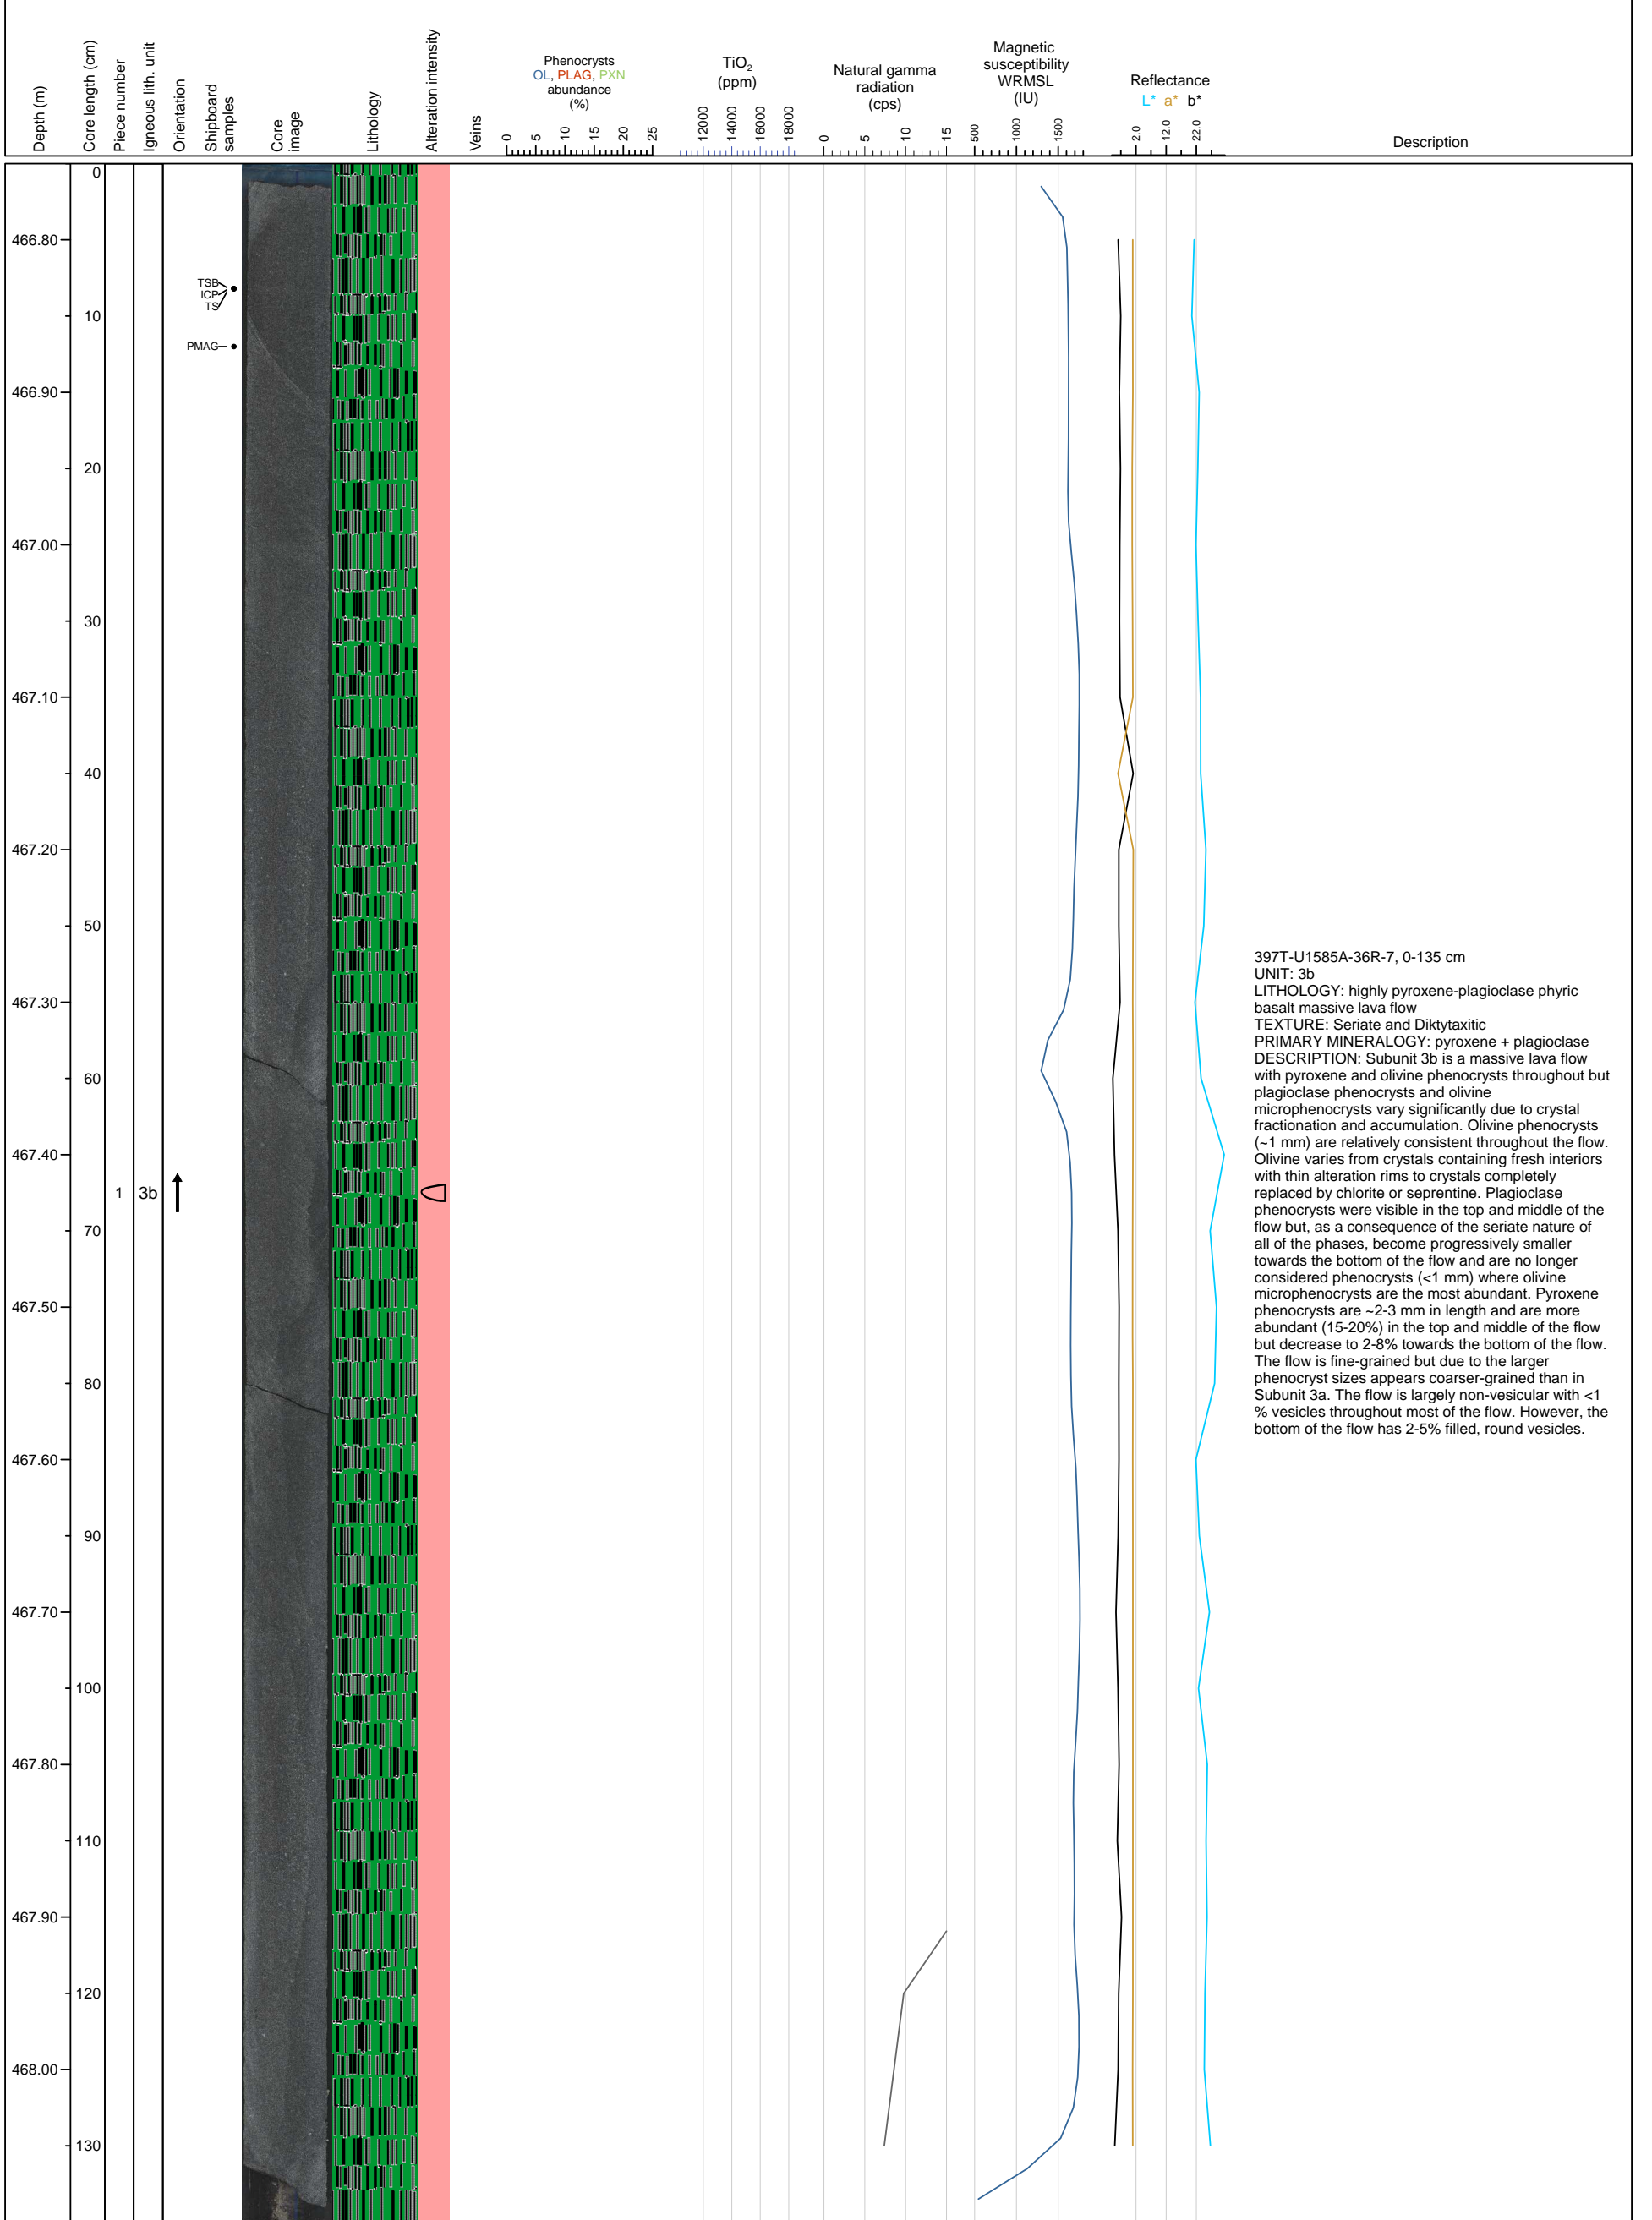 Depth (m)
Core length (cm)
Piece number
Igneous lith. unit
Orientation
Shipboard
samples
Core
image
Lithology
Alteration intensity
Veins
Phenocrysts
OL, PLAG, PXN
abundance
(%)
0 5 10 15 20 25
TiO₂
(ppm)
12000 14000 16000 18000
Natural gamma
radiation
(cps)
0 5 10 15
Magnetic
susceptibility
WRMSL
(IU)
500 1000 1500
Reflectance
L* a* b*
2.0 12.0 22.0
Description
0
466.80
TSB
ICP
TS
10
PMAG
466.90
20
467.00
30
467.10
40
467.20
50
467.30
60
467.40
1 3b
70
467.50
80
467.60
90
467.70
100
467.80
110
467.90
120
468.00
130
397T-U1585A-36R-7, 0-135 cm
UNIT: 3b
LITHOLOGY: highly pyroxene-plagioclase phyric
basalt massive lava flow
TEXTURE: Seriate and Diktytaxitic
PRIMARY MINERALOGY: pyroxene + plagioclase
DESCRIPTION: Subunit 3b is a massive lava flow
with pyroxene and olivine phenocrysts throughout but
plagioclase phenocrysts and olivine
microphenocrysts vary significantly due to crystal
fractionation and accumulation. Olivine phenocrysts
(~1 mm) are relatively consistent throughout the flow.
Olivine varies from crystals containing fresh interiors
with thin alteration rims to crystals completely
replaced by chlorite or seprentine. Plagioclase
phenocrysts were visible in the top and middle of the
flow but, as a consequence of the seriate nature of
all of the phases, become progressively smaller
towards the bottom of the flow and are no longer
considered phenocrysts (<1 mm) where olivine
microphenocrysts are the most abundant. Pyroxene
phenocrysts are ~2-3 mm in length and are more
abundant (15-20%) in the top and middle of the flow
but decrease to 2-8% towards the bottom of the flow.
The flow is fine-grained but due to the larger
phenocryst sizes appears coarser-grained than in
Subunit 3a. The flow is largely non-vesicular with <1
% vesicles throughout most of the flow. However, the
bottom of the flow has 2-5% filled, round vesicles.